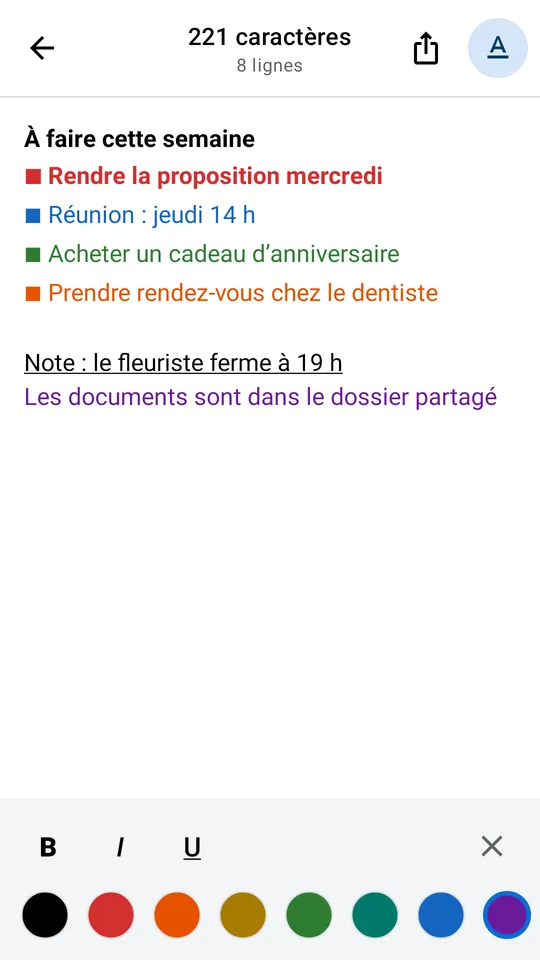 221 caractères
8 lignes
A
À faire cette semaine
■ Rendre la proposition mercredi
■ Réunion : jeudi 14 h
■ Acheter un cadeau d’anniversaire
■ Prendre rendez-vous chez le dentiste
Note : le fleuriste ferme à 19 h
Les documents sont dans le dossier partagé
B I U